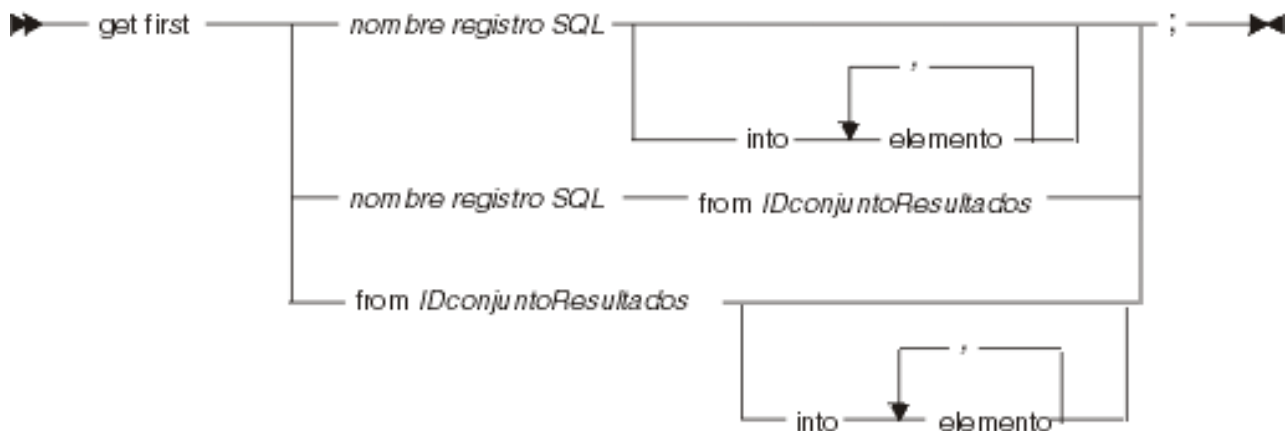 get first nombre registro SQL ;
,
into elemento
nombre registro SQL from IDconjuntoResultados
from IDconjuntoResultados
,
into elemento